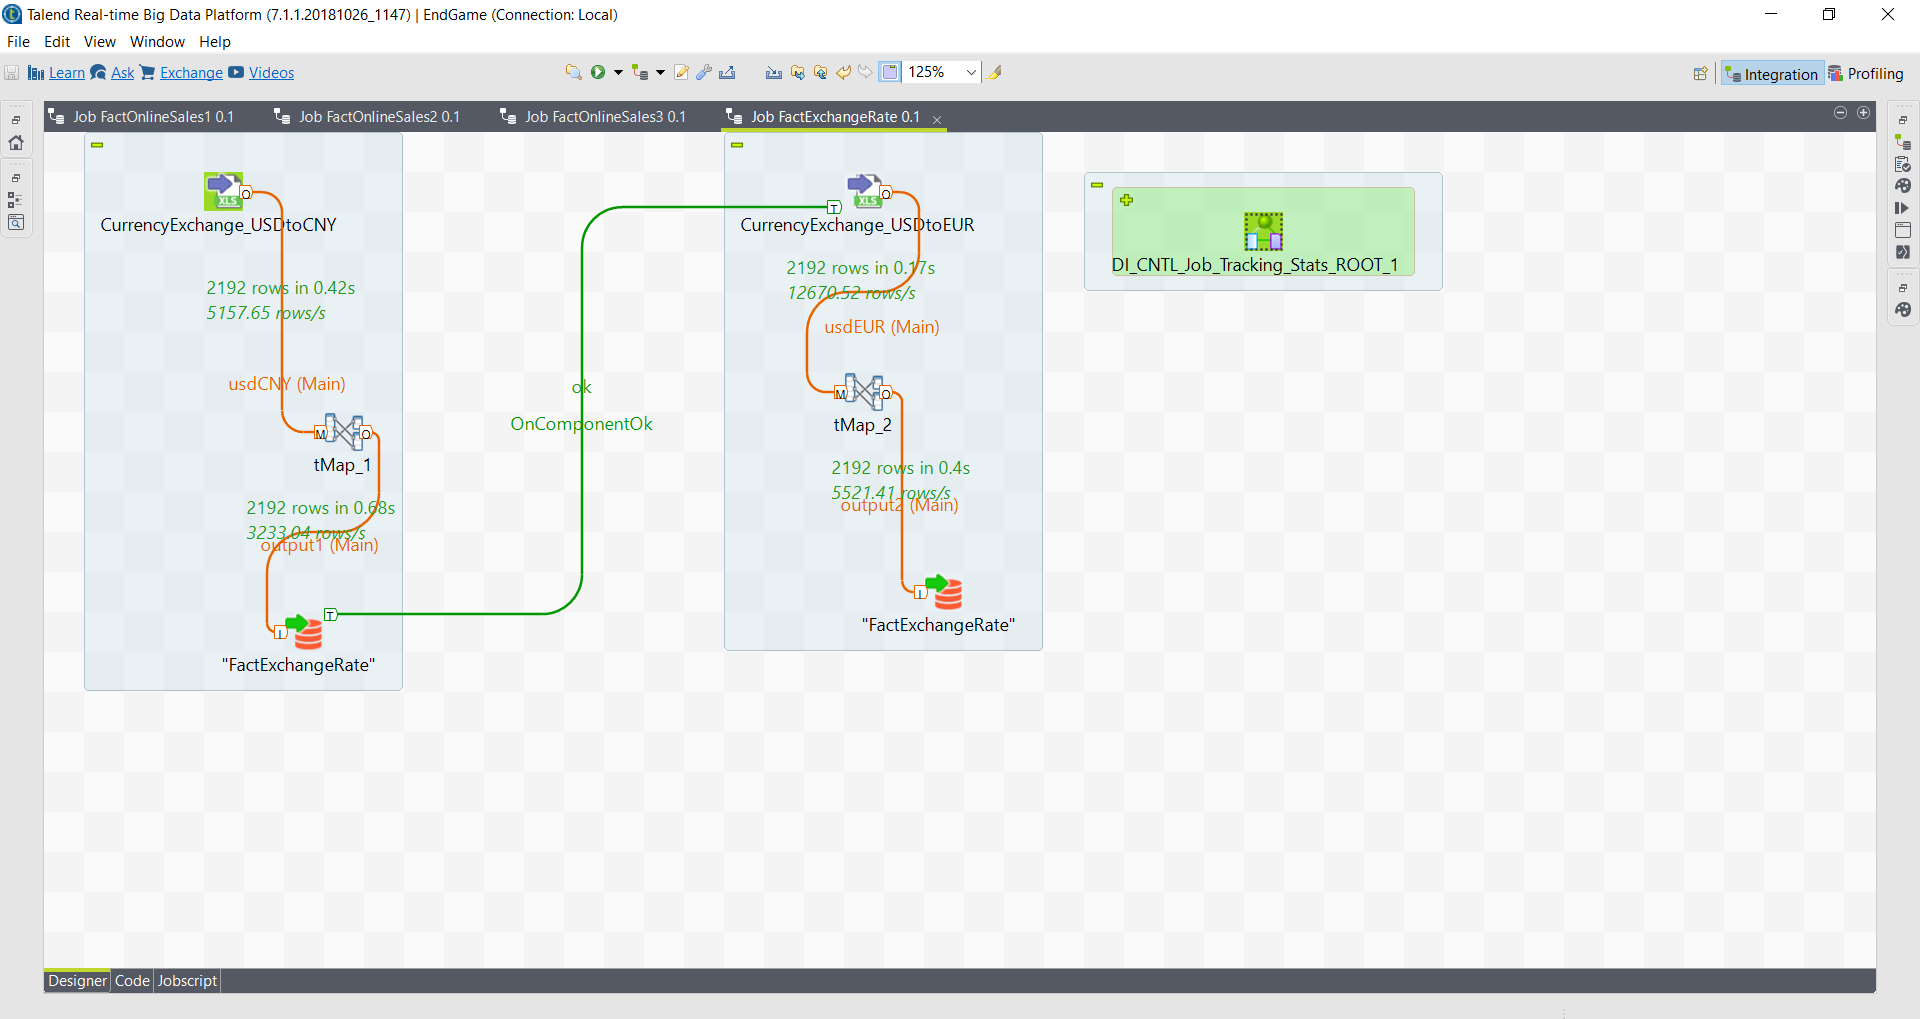 Talend Real-time Big Data Platform (7.1.1.20181026_1147) | EndGame (Connection: Local)
File Edit View Window Help
Learn Ask Exchange Videos 125% Integration Profiling
Job FactOnlineSales1 0.1 Job FactOnlineSales2 0.1 Job FactOnlineSales3 0.1 Job FactExchangeRate 0.1
XLS
O
CurrencyExchange_USDtoCNY
2192 rows in 0.42s
5157.65 rows/s
usdCNY (Main)
M
O
tMap_1
2192 rows in 0.68s
3233.04 rows/s
output1 (Main)
I
T
"FactExchangeRate"
ok
OnComponentOk
T
XLS
O
CurrencyExchange_USDtoEUR
2192 rows in 0.17s
12670.52 rows/s
usdEUR (Main)
M
O
tMap_2
2192 rows in 0.4s
5521.41 rows/s
output2 (Main)
I
"FactExchangeRate"
DI_CNTL_Job_Tracking_Stats_ROOT_1
Designer Code Jobscript